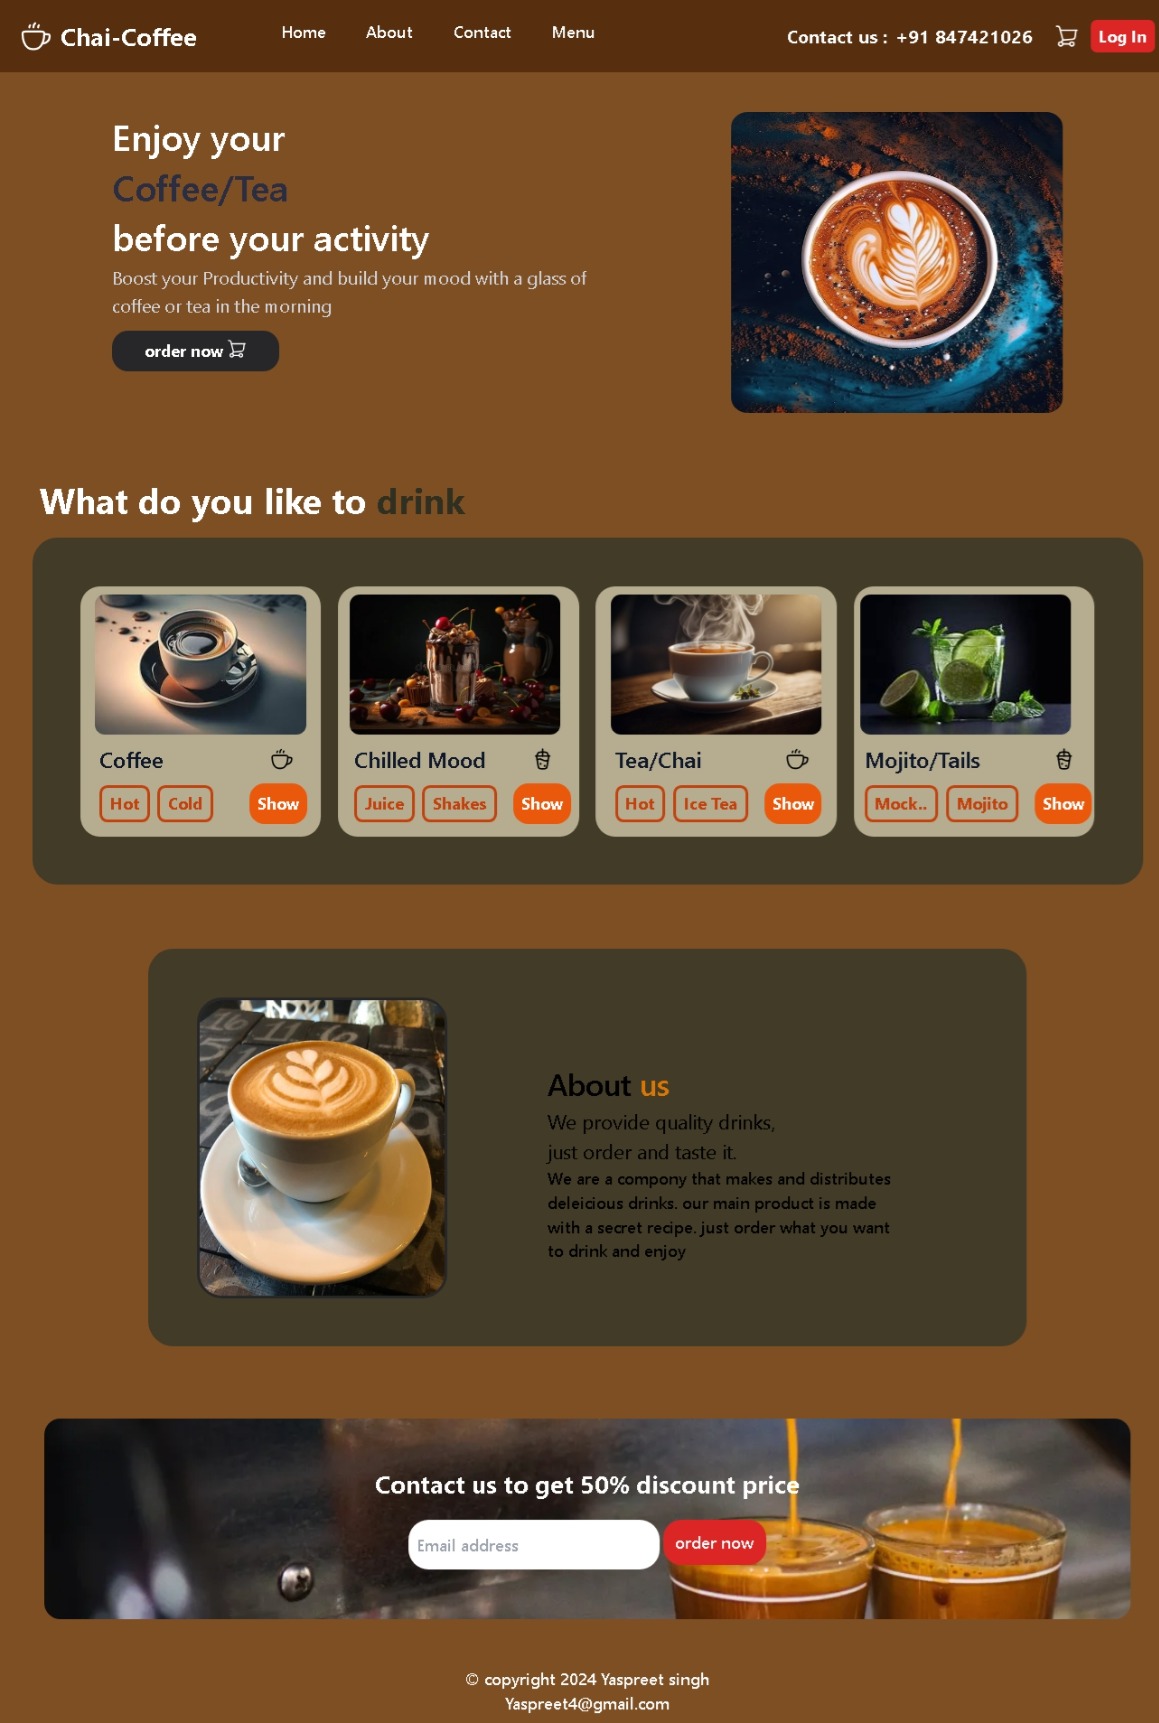 Chai-Coffee
Home
About
Contact
Menu
Contact us : +91 847421026
Log In
Enjoy your
Coffee/Tea
before your activity
Boost your Productivity and build your mood with a glass of
coffee or tea in the morning
order now
What do you like to drink
Coffee
Hot
Cold
Show
Chilled Mood
Juice
Shakes
Show
Tea/Chai
Hot
Ice Tea
Show
Mojito/Tails
Mock..
Mojito
Show
About us
We provide quality drinks,
just order and taste it.
We are a compony that makes and distributes
deleicious drinks. our main product is made
with a secret recipe. just order what you want
to drink and enjoy
Contact us to get 50% discount price
Email address
order now
© copyright 2024 Yaspreet singh
Yaspreet4@gmail.com